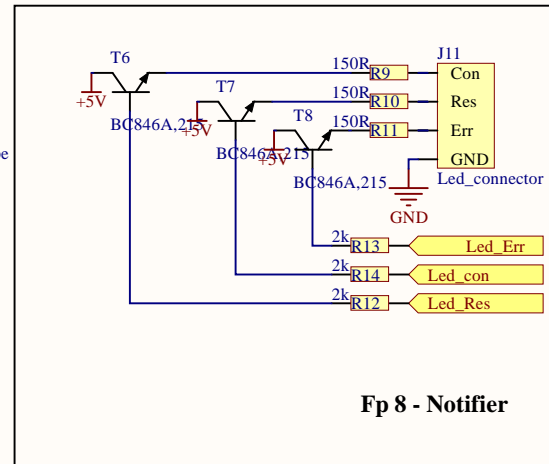 T6
J11
150R
R9
Con
T7
+5V
150R
R10
Res
T8
+5V
150R
R11
Err
BC846A,215
+5V
BC846A,215
GND
BC846A,215
Led_connector
GND
2k
R13
Led_Err
2k
R14
Led_con
2k
R12
Led_Res
Fp 8 - Notifier